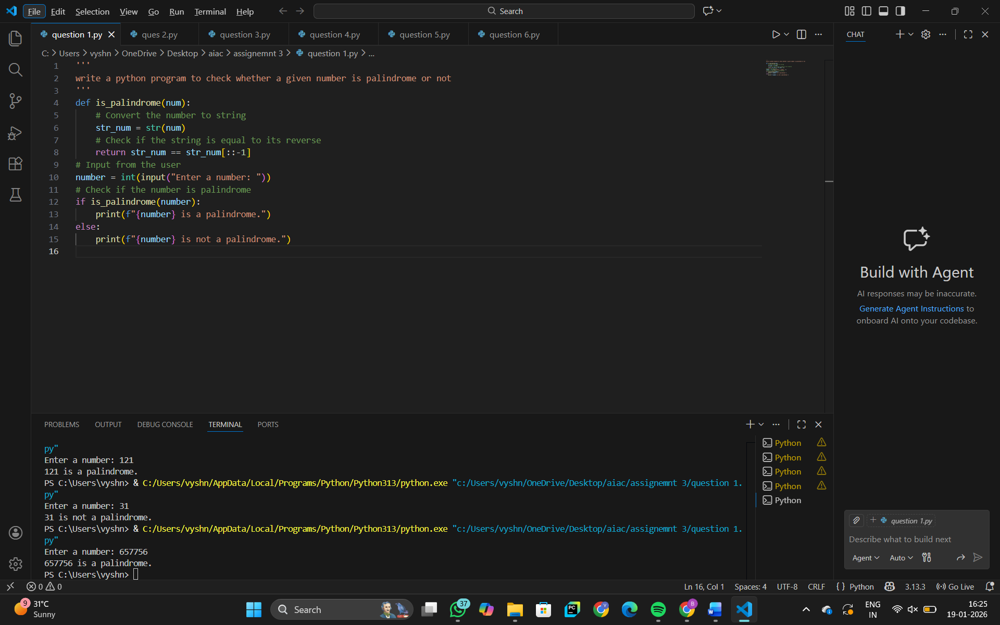 File Edit Selection View Go Run Terminal Help Search
question 1.py ques 2.py question 3.py question 4.py question 5.py question 6.py
C: > Users > vyshn > OneDrive > Desktop > aiac > assignemnt 3 > question 1.py > ...
1 '''
2 write a python program to check whether a given number is palindrome or not
3 '''
4 def is_palindrome(num):
5 # Convert the number to string
6 str_num = str(num)
7 # Check if the string is equal to its reverse
8 return str_num == str_num[::-1]
9 # Input from the user
10 number = int(input("Enter a number: "))
11 # Check if the number is palindrome
12 if is_palindrome(number):
13 print(f"{number} is a palindrome.")
14 else:
15 print(f"{number} is not a palindrome.")
16
PROBLEMS OUTPUT DEBUG CONSOLE TERMINAL PORTS
py"
Enter a number: 121
121 is a palindrome.
PS C:\Users\vyshn> & C:/Users/vyshn/AppData/Local/Programs/Python/Python313/python.exe "c:/Users/vyshn/OneDrive/Desktop/aiac/assignemnt 3/question 1.
py"
Enter a number: 31
31 is not a palindrome.
PS C:\Users\vyshn> & C:/Users/vyshn/AppData/Local/Programs/Python/Python313/python.exe "c:/Users/vyshn/OneDrive/Desktop/aiac/assignemnt 3/question 1.
py"
Enter a number: 657756
657756 is a palindrome.
PS C:\Users\vyshn>
Python
Python
Python
Python
Python
CHAT
Build with Agent
AI responses may be inaccurate.
Generate Agent Instructions to
onboard AI onto your codebase.
question 1.py
Describe what to build next
Agent Auto
0 0 Ln 16, Col 1 Spaces: 4 UTF-8 CRLF { } Python 3.13.3 Go Live
9 31°C
Sunny
Search
37
PC
V
B
W
ENG
IN
16:25
19-01-2026